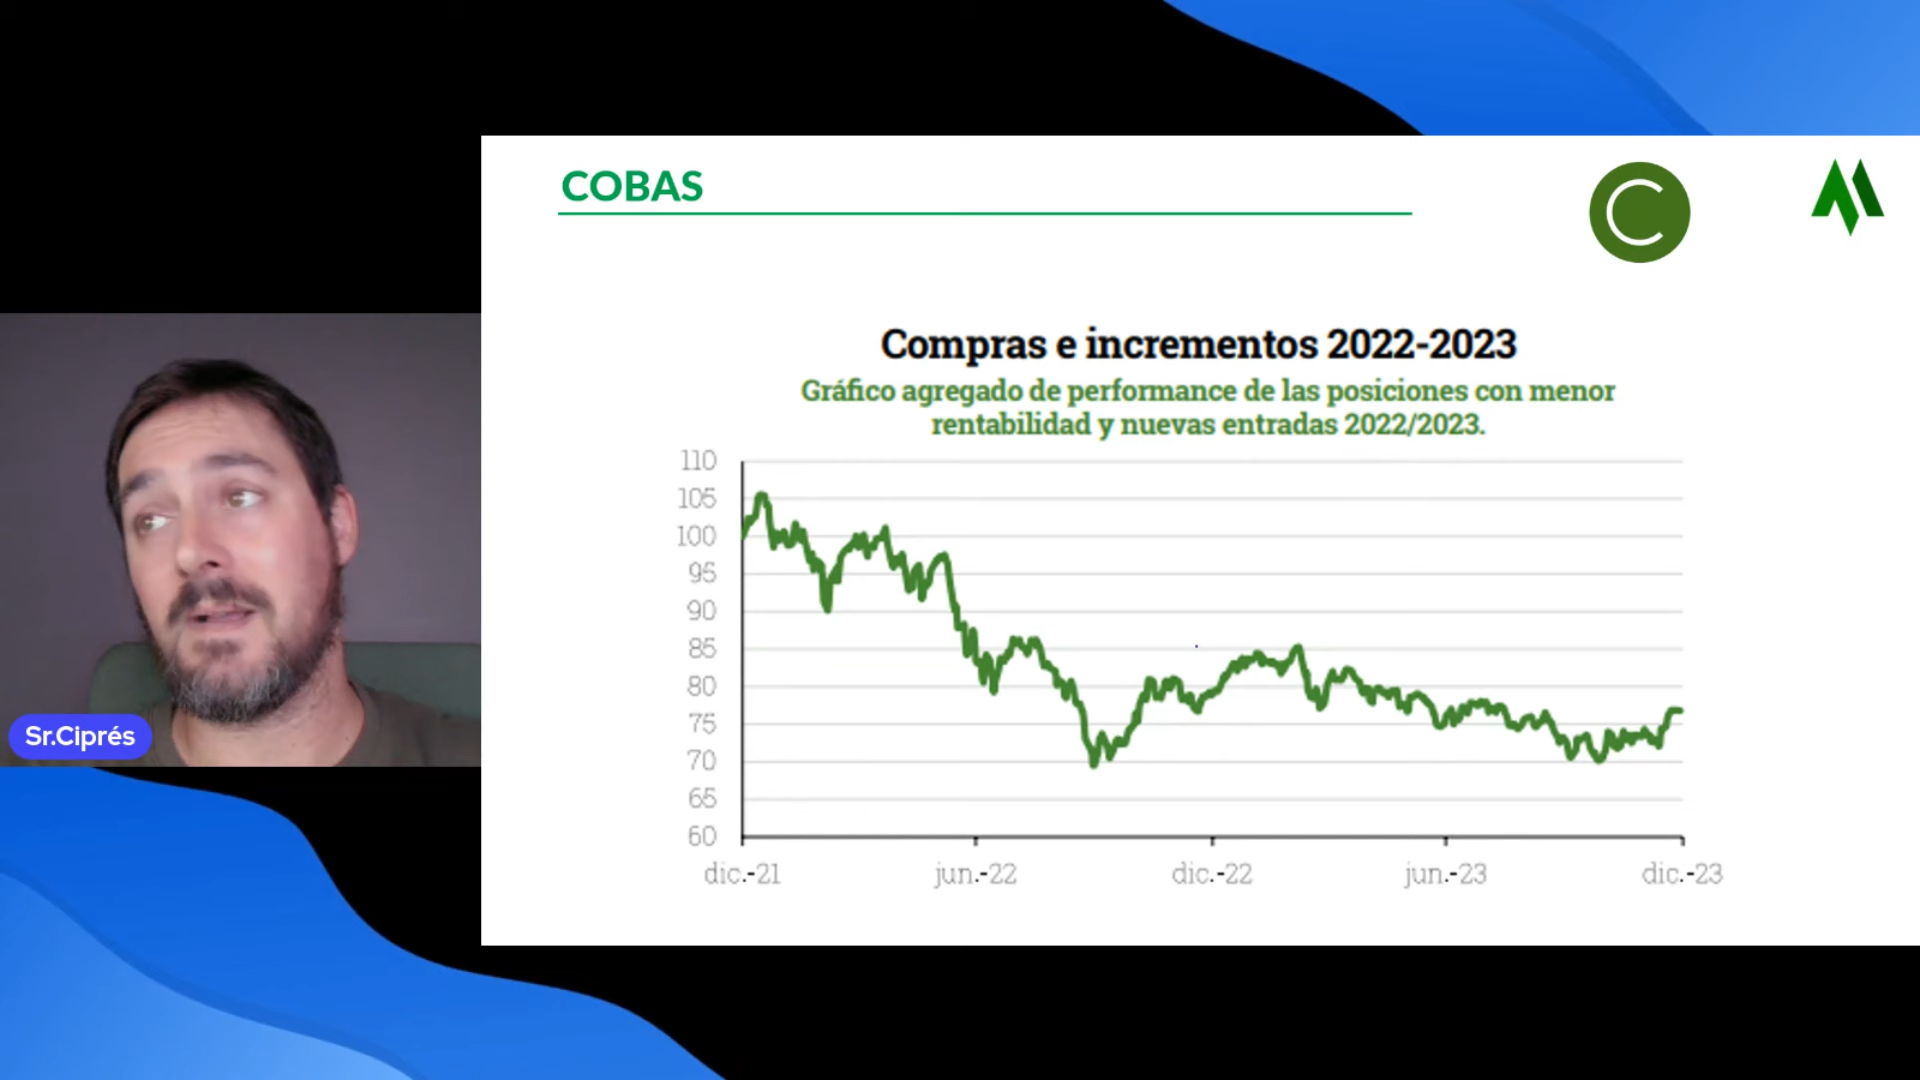 COBAS
Compras e incrementos 2022-2023
Gráfico agregado de performance de las posiciones con menor
rentabilidad y nuevas entradas 2022/2023.
110
105
100
95
90
85
80
75
70
65
60
dic.-21 jun.-22 dic.-22 jun.-23 dic.-23
Sr.Ciprés